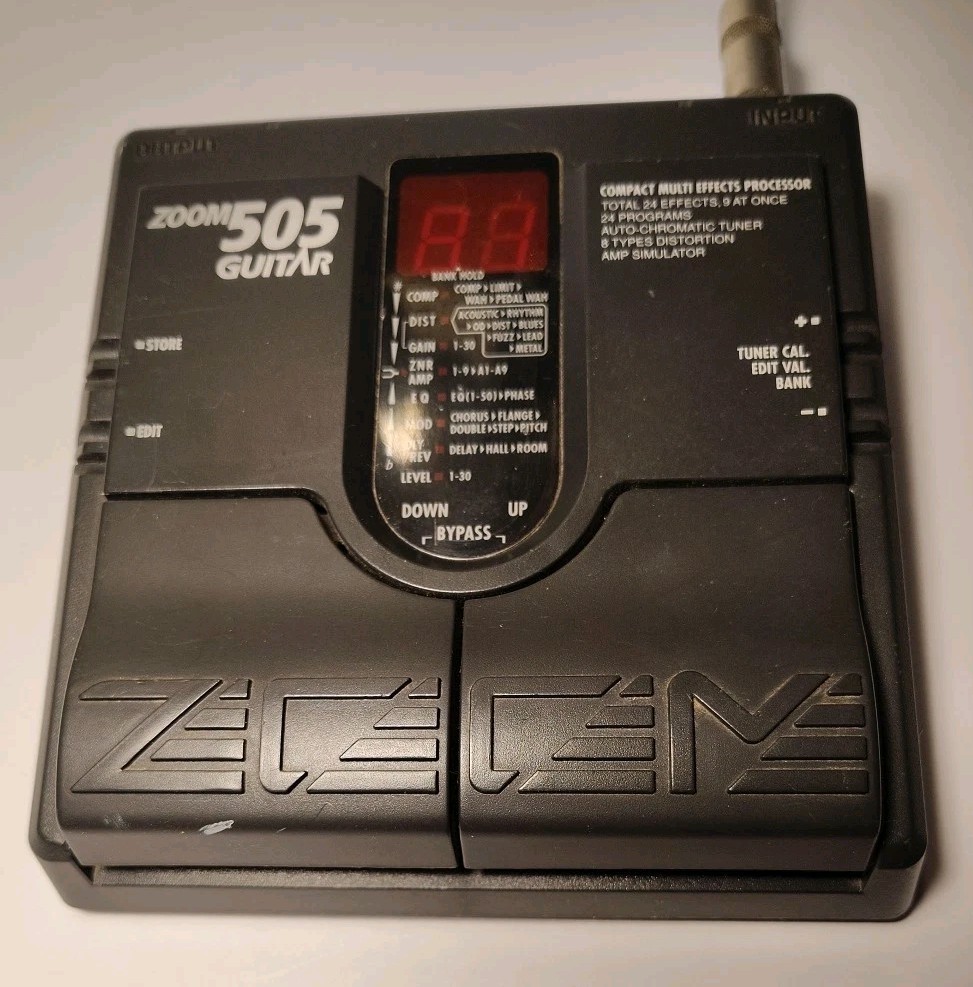 OUTPUT
INPUT
ZOOM 505
GUITAR
COMPACT MULTI EFFECTS PROCESSOR
TOTAL 24 EFFECTS, 9 AT ONCE
24 PROGRAMS
AUTO-CHROMATIC TUNER
8 TYPES DISTORTION
AMP SIMULATOR
BANK HOLD
COMP COMP▶LIMIT▶
WAH▶PEDAL WAH
DIST ACOUSTIC▶RHYTHM
▶OD▶DIST▶BLUES
▶FUZZ▶LEAD
▶METAL
GAIN 1-30
ZNR
AMP 1-9▶A1-A9
EQ EQ(1-50)▶PHASE
MOD CHORUS▶FLANGE▶
DOUBLE▶STEP▶PITCH
REV DELAY▶HALL▶ROOM
b
LEVEL 1-30
STORE
EDIT
+
TUNER CAL.
EDIT VAL.
BANK
-
DOWN UP
BYPASS
ZOOM